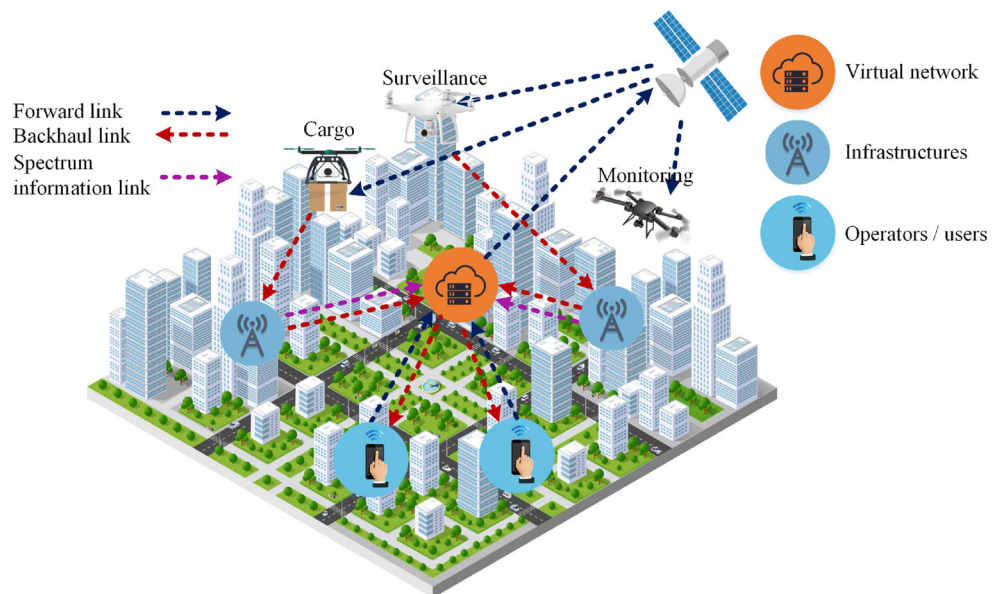 Surveillance
Virtual network
Forward link
Backhaul link
Cargo
Spectrum
information link
Infrastructures
Monitoring
Operators / users